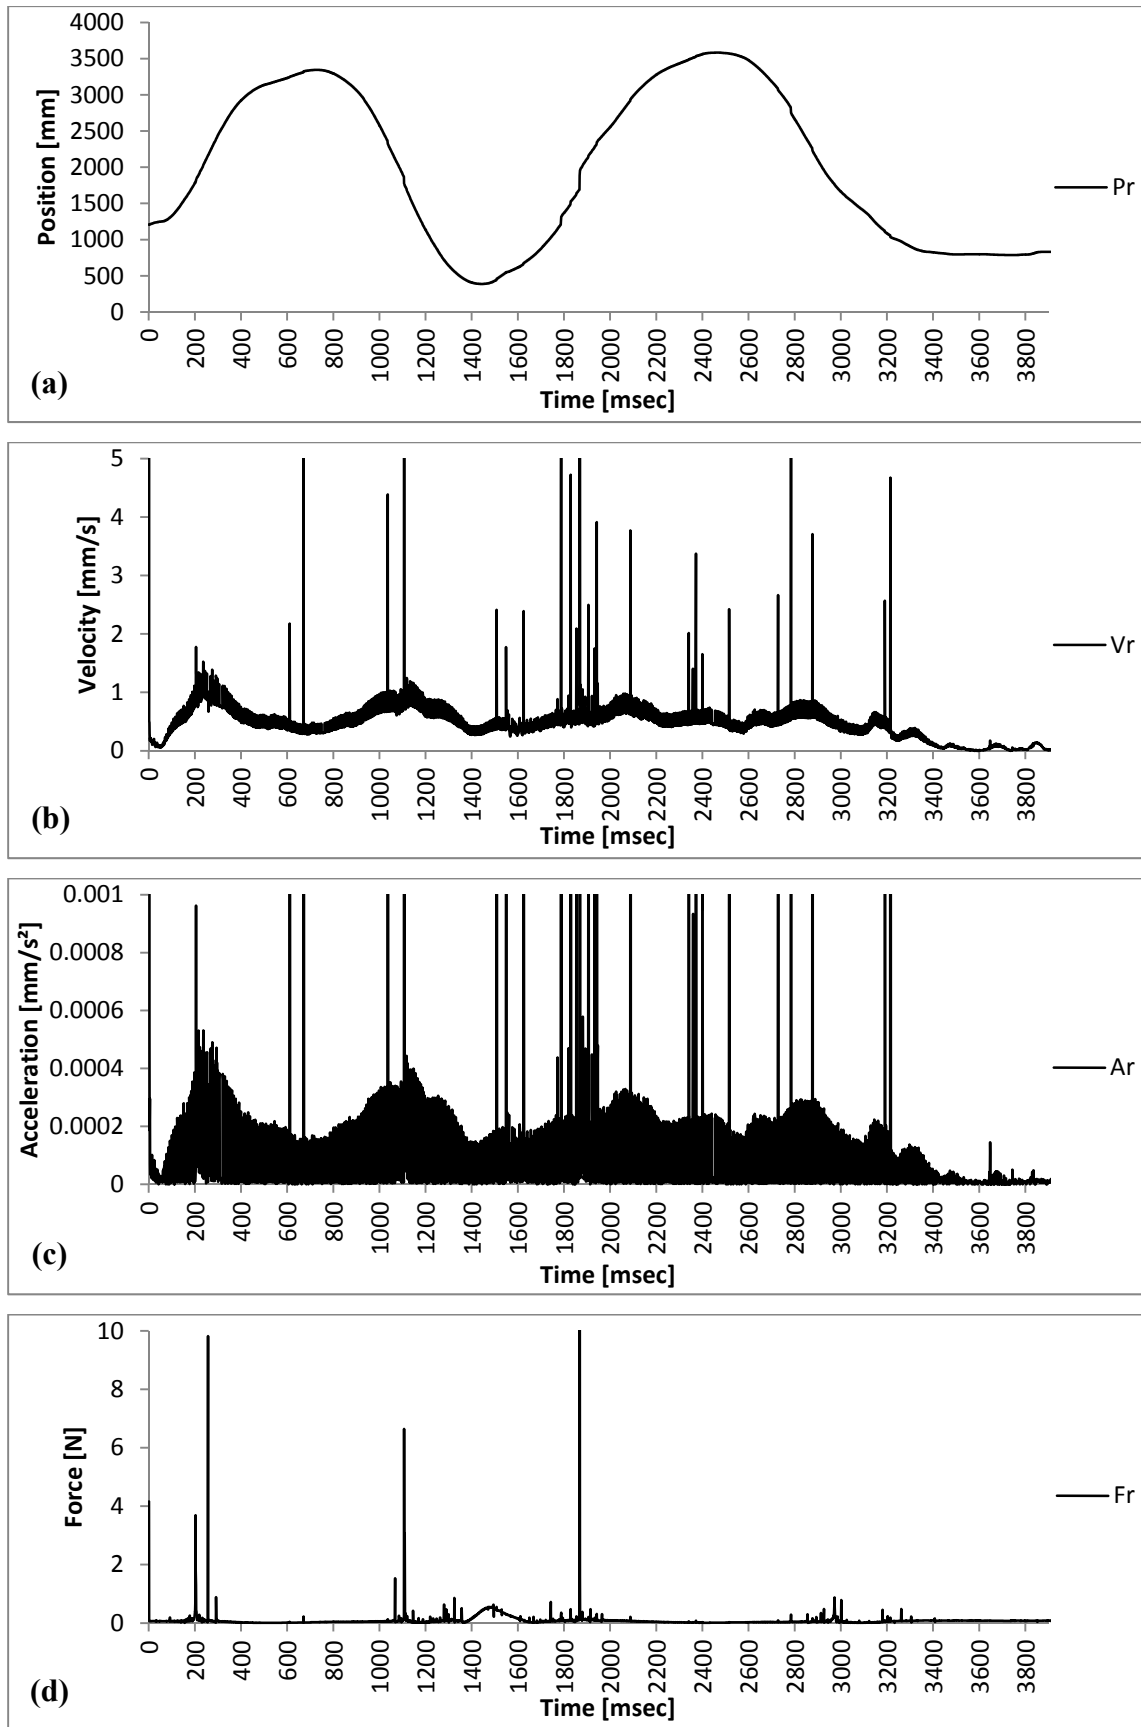 4000
3500
3000
2500
2000
1500
1000
500
0
Position [mm]
Pr
0 200 400 600 800 1000 1200 1400 1600 1800 2000 2200 2400 2600 2800 3000 3200 3400 3600 3800
Time [msec]
(a)
5
4
3
2
1
0
Velocity [mm/s]
Vr
0 200 400 600 800 1000 1200 1400 1600 1800 2000 2200 2400 2600 2800 3000 3200 3400 3600 3800
Time [msec]
(b)
0.001
0.0008
0.0006
0.0004
0.0002
0
Acceleration [mm/s²]
Ar
0 200 400 600 800 1000 1200 1400 1600 1800 2000 2200 2400 2600 2800 3000 3200 3400 3600 3800
Time [msec]
(c)
10
8
6
4
2
0
Force [N]
Fr
0 200 400 600 800 1000 1200 1400 1600 1800 2000 2200 2400 2600 2800 3000 3200 3400 3600 3800
Time [msec]
(d)